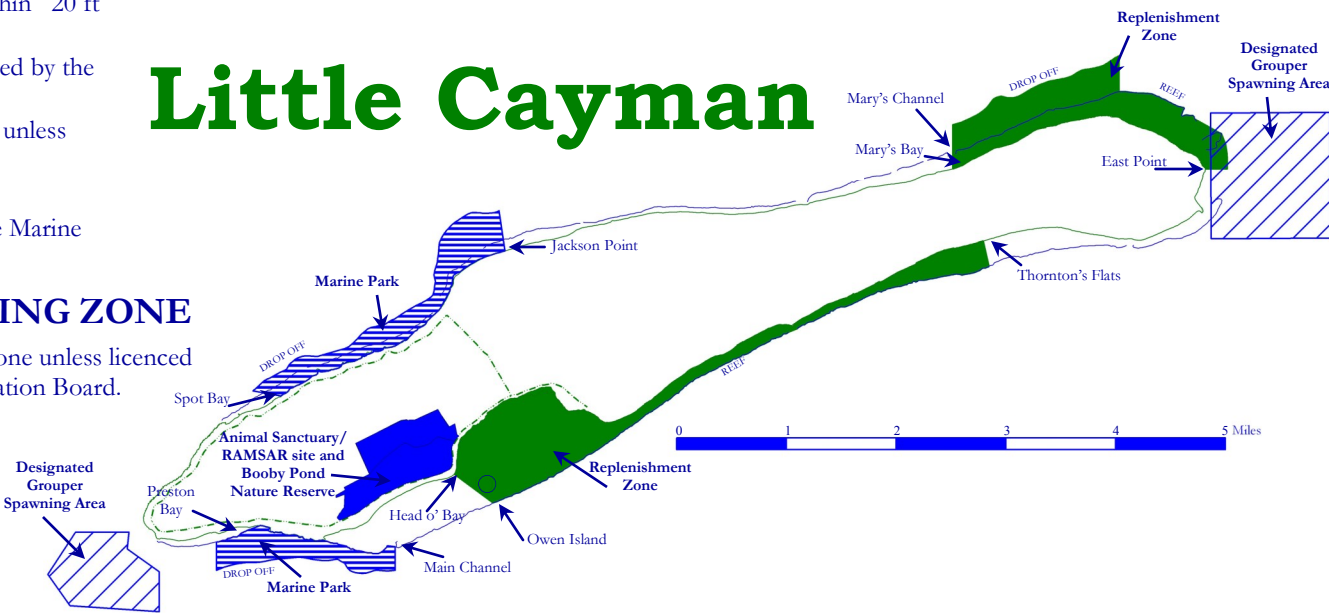 20 ft
ed by the
unless
Marine
ING ZONE
one unless licenced
ation Board.
Little Cayman
Replenishment
Zone
Designated
Grouper
Spawning Area
DROP OFF
REEF
Mary's Channel
Mary's Bay
East Point
Jackson Point
Thornton's Flats
Marine Park
DROP OFF
Spot Bay
REEF
0 1 2 3 4 5 Miles
Animal Sanctuary/
RAMSAR site and
Booby Pond
Nature Reserve
Replenishment
Zone
Designated
Grouper
Spawning Area
Preston
Bay
Head o' Bay
Owen Island
Main Channel
DROP OFF
Marine Park